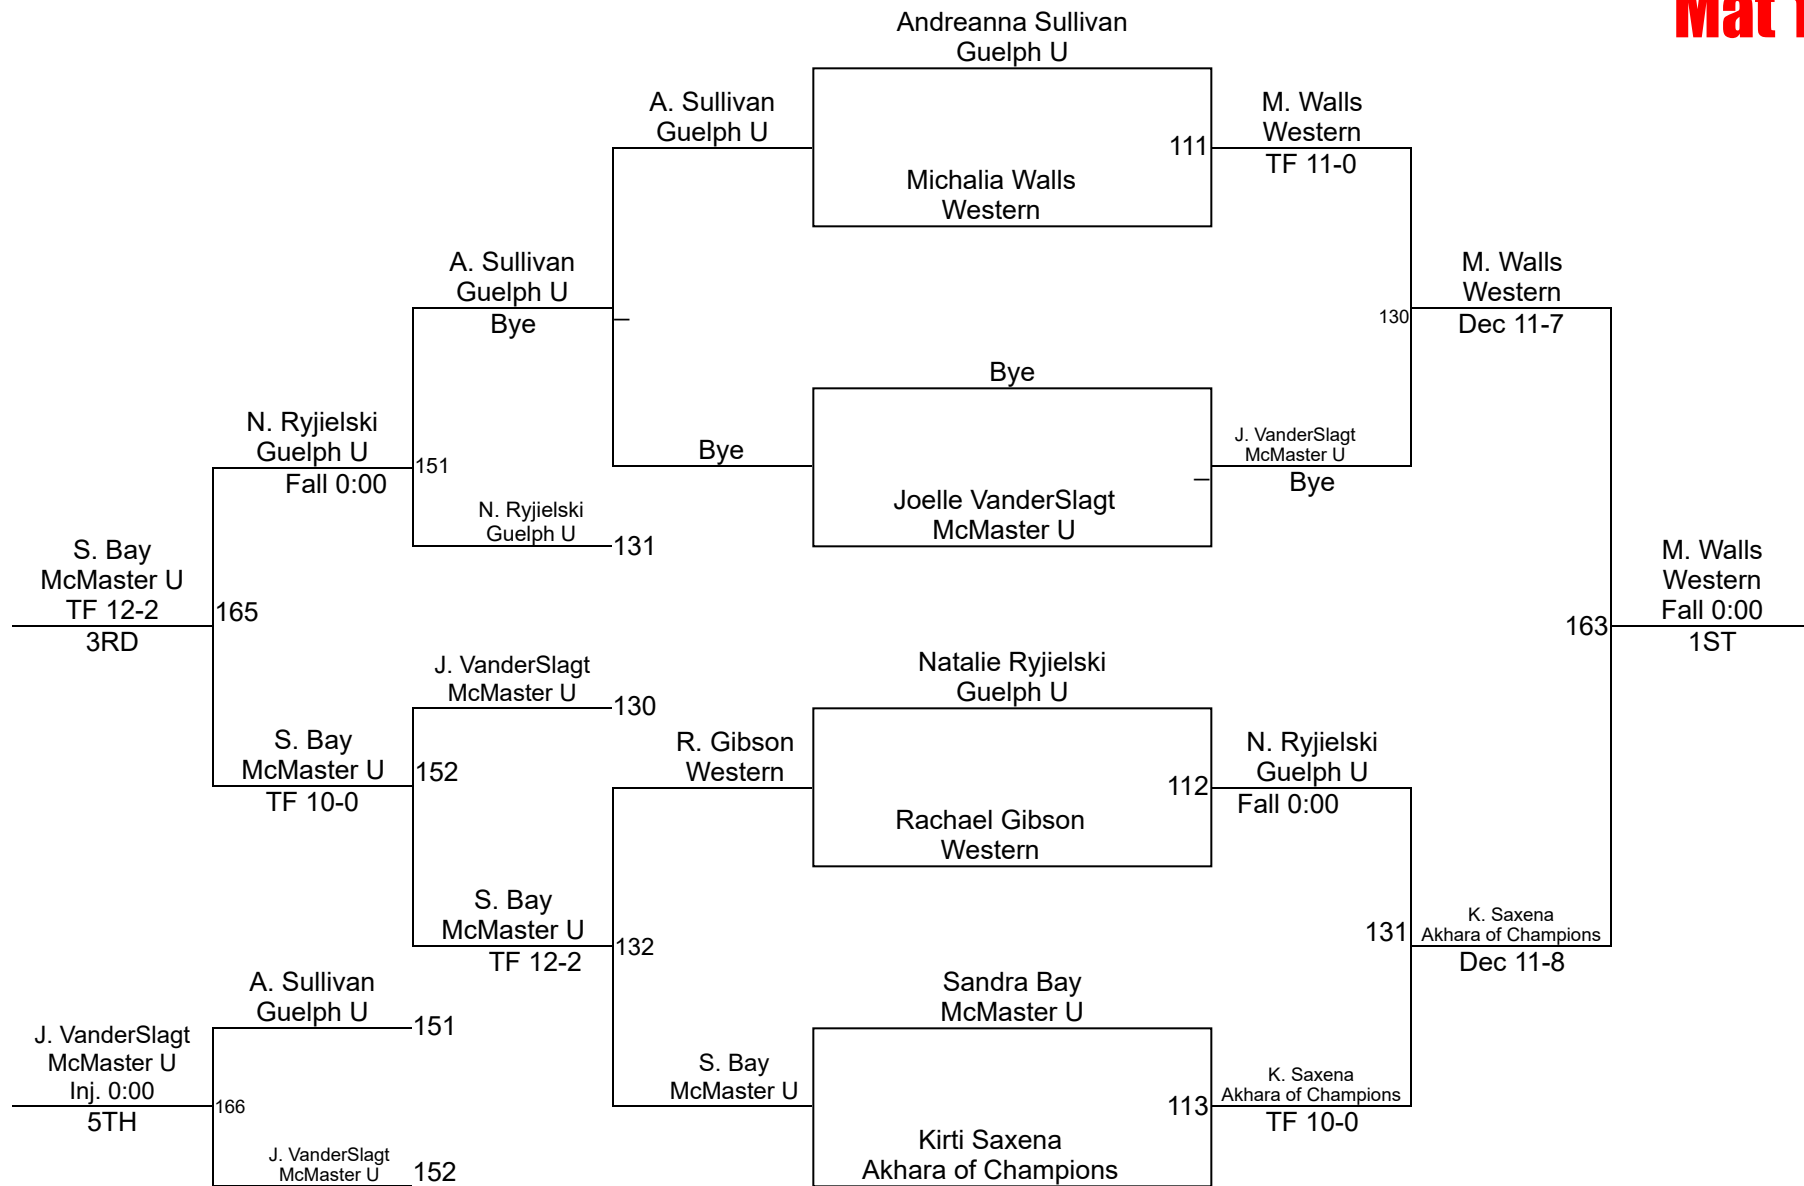 Mat 1
Andreanna Sullivan
Guelph U
A. Sullivan
Guelph U
111
M. Walls
Western
TF 11-0
Michalia Walls
Western
A. Sullivan
Guelph U
Bye
–
130
M. Walls
Western
Dec 11-7
Bye
Bye
–
J. VanderSlagt
McMaster U
Bye
Joelle VanderSlagt
McMaster U
N. Ryjielski
Guelph U
Fall 0:00
151
N. Ryjielski
Guelph U
131
S. Bay
McMaster U
TF 12-2
3RD
165
163
M. Walls
Western
Fall 0:00
1ST
J. VanderSlagt
McMaster U
130
Natalie Ryjielski
Guelph U
S. Bay
McMaster U
TF 10-0
152
R. Gibson
Western
112
N. Ryjielski
Guelph U
Fall 0:00
Rachael Gibson
Western
S. Bay
McMaster U
TF 12-2
132
131
K. Saxena
Akhara of Champions
Dec 11-8
A. Sullivan
Guelph U
151
Sandra Bay
McMaster U
J. VanderSlagt
McMaster U
Inj. 0:00
5TH
166
S. Bay
McMaster U
113
K. Saxena
Akhara of Champions
TF 10-0
J. VanderSlagt
McMaster U
152
Kirti Saxena
Akhara of Champions